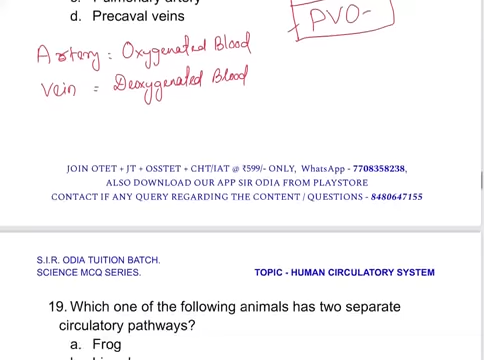 d. Precaval veins
PVO-
Artery = Oxygenated Blood
Vein = Deoxygenated Blood
JOIN OTET + JT + OSSTET + CHT/IAT @ ₹599/- ONLY, WhatsApp - 7708358238,
ALSO DOWNLOAD OUR APP SIR ODIA FROM PLAYSTORE
CONTACT IF ANY QUERY REGARDING THE CONTENT / QUESTIONS - 8480647155
S.I.R. ODIA TUITION BATCH.
SCIENCE MCQ SERIES. TOPIC - HUMAN CIRCULATORY SYSTEM
19. Which one of the following animals has two separate
circulatory pathways?
a. Frog